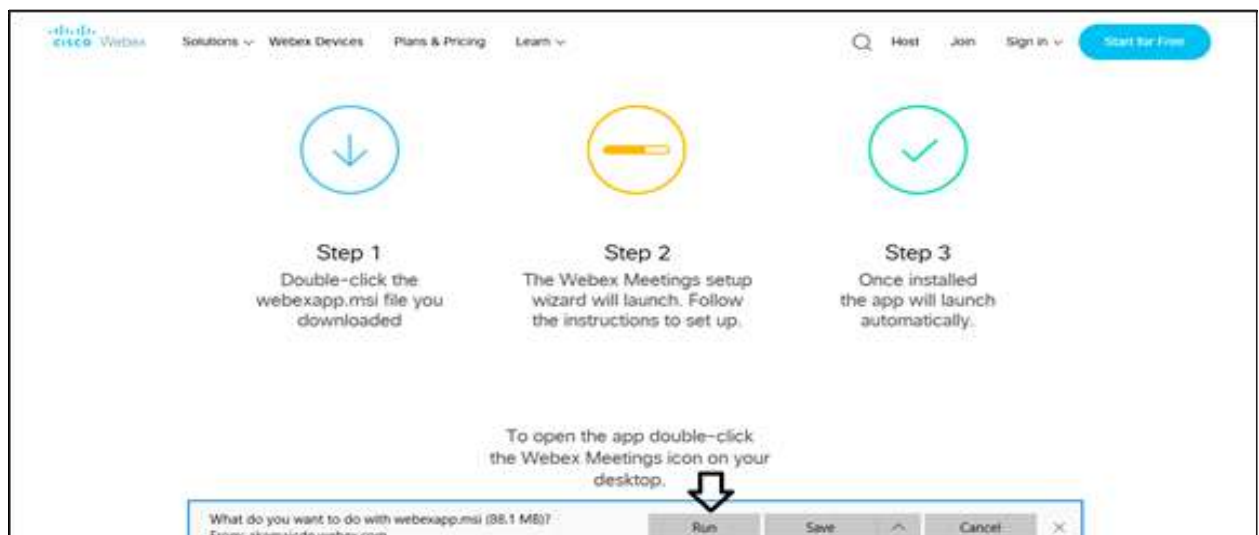 CISCO Webex
Solutions Webex Devices Plans & Pricing Learn Host Join Sign in Start for Free
Step 1
Double-click the
webexapp.msi file you
downloaded
Step 2
The Webex Meetings setup
wizard will launch. Follow
the instructions to set up.
Step 3
Once installed
the app will launch
automatically.
To open the app double-click
the Webex Meetings icon on your
desktop.
What do you want to do with webexapp.msi (98.1 MB)?
Run Save Cancel
From: